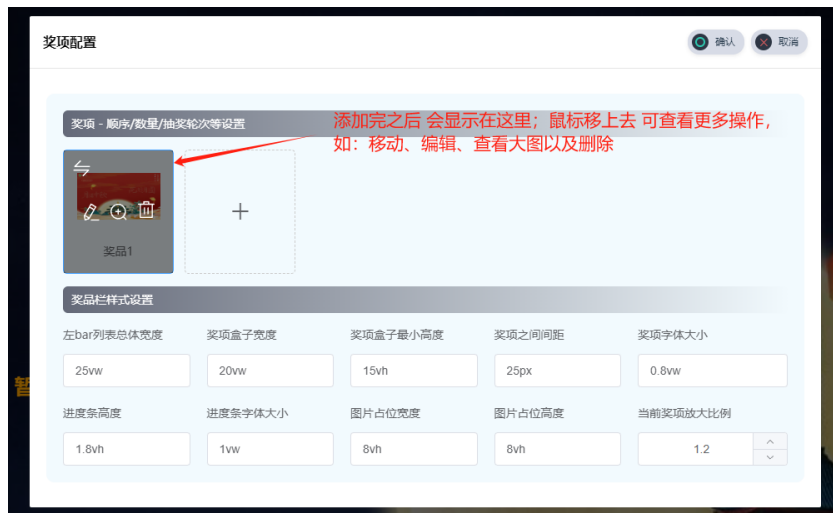 奖项配置
确认
取消
奖项 - 顺序/数量/抽奖轮次等设置
添加完之后 会显示在这里；鼠标移上去 可查看更多操作，
如：移动、编辑、查看大图以及删除
奖品1
奖品栏样式设置
左bar列表总体宽度
奖项盒子宽度
奖项盒子最小高度
奖项之间间距
奖项字体大小
25vw
20vw
15vh
25px
0.8vw
暂
进度条高度
进度条字体大小
图片占位宽度
图片占位高度
当前奖项放大比例
1.8vh
1vw
8vh
8vh
1.2